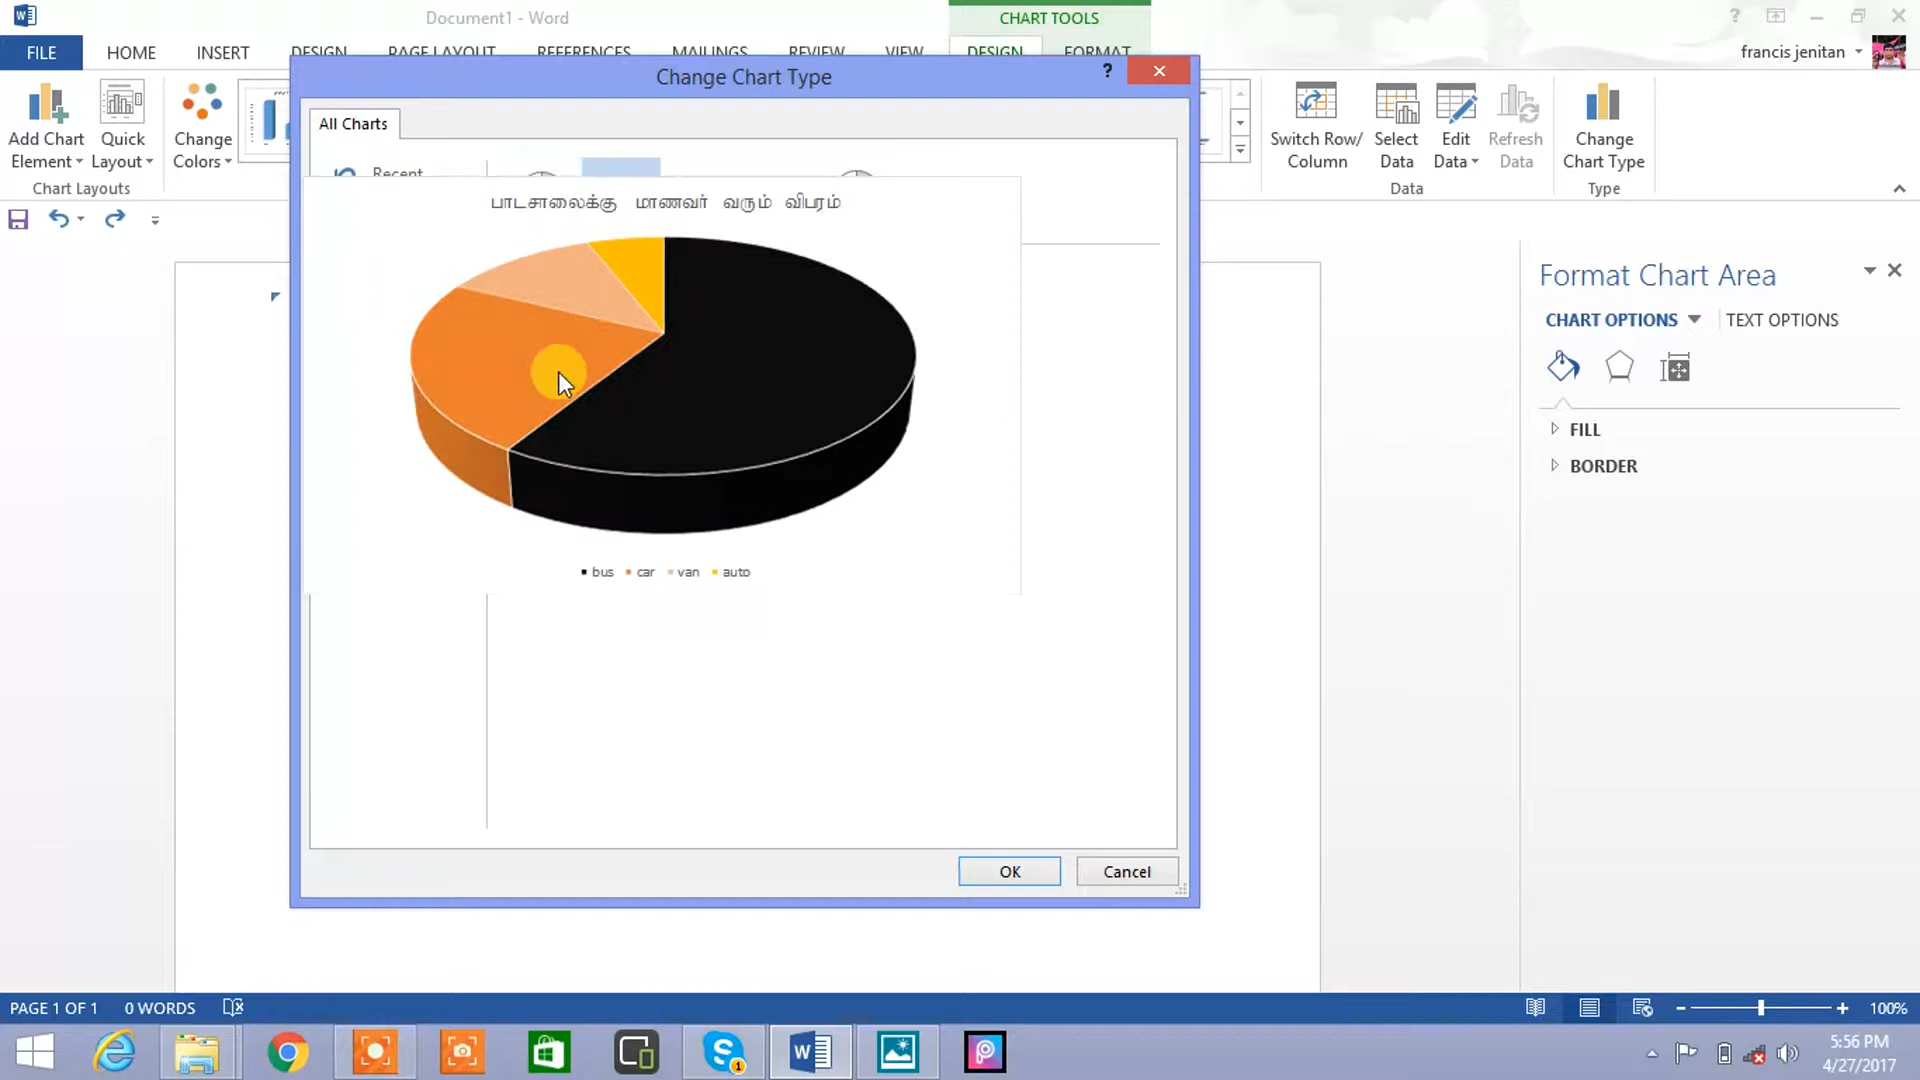 Document1 - Word
CHART TOOLS
FILE HOME INSERT DESIGN PAGE LAYOUT REFERENCES MAILINGS REVIEW VIEW DESIGN FORMAT
francis jenitan
Add Chart Element
Quick Layout
Change Colors
Switch Row/ Column
Select Data
Edit Data
Refresh Data
Change Chart Type
Chart Layouts
Data
Type
Change Chart Type
?
All Charts
Recent
பாடசாலைக்கு மாணவர் வரும் விபரம்
bus car van auto
OK Cancel
Format Chart Area
CHART OPTIONS TEXT OPTIONS
FILL
BORDER
PAGE 1 OF 1 0 WORDS
100%
1
5:56 PM
4/27/2017